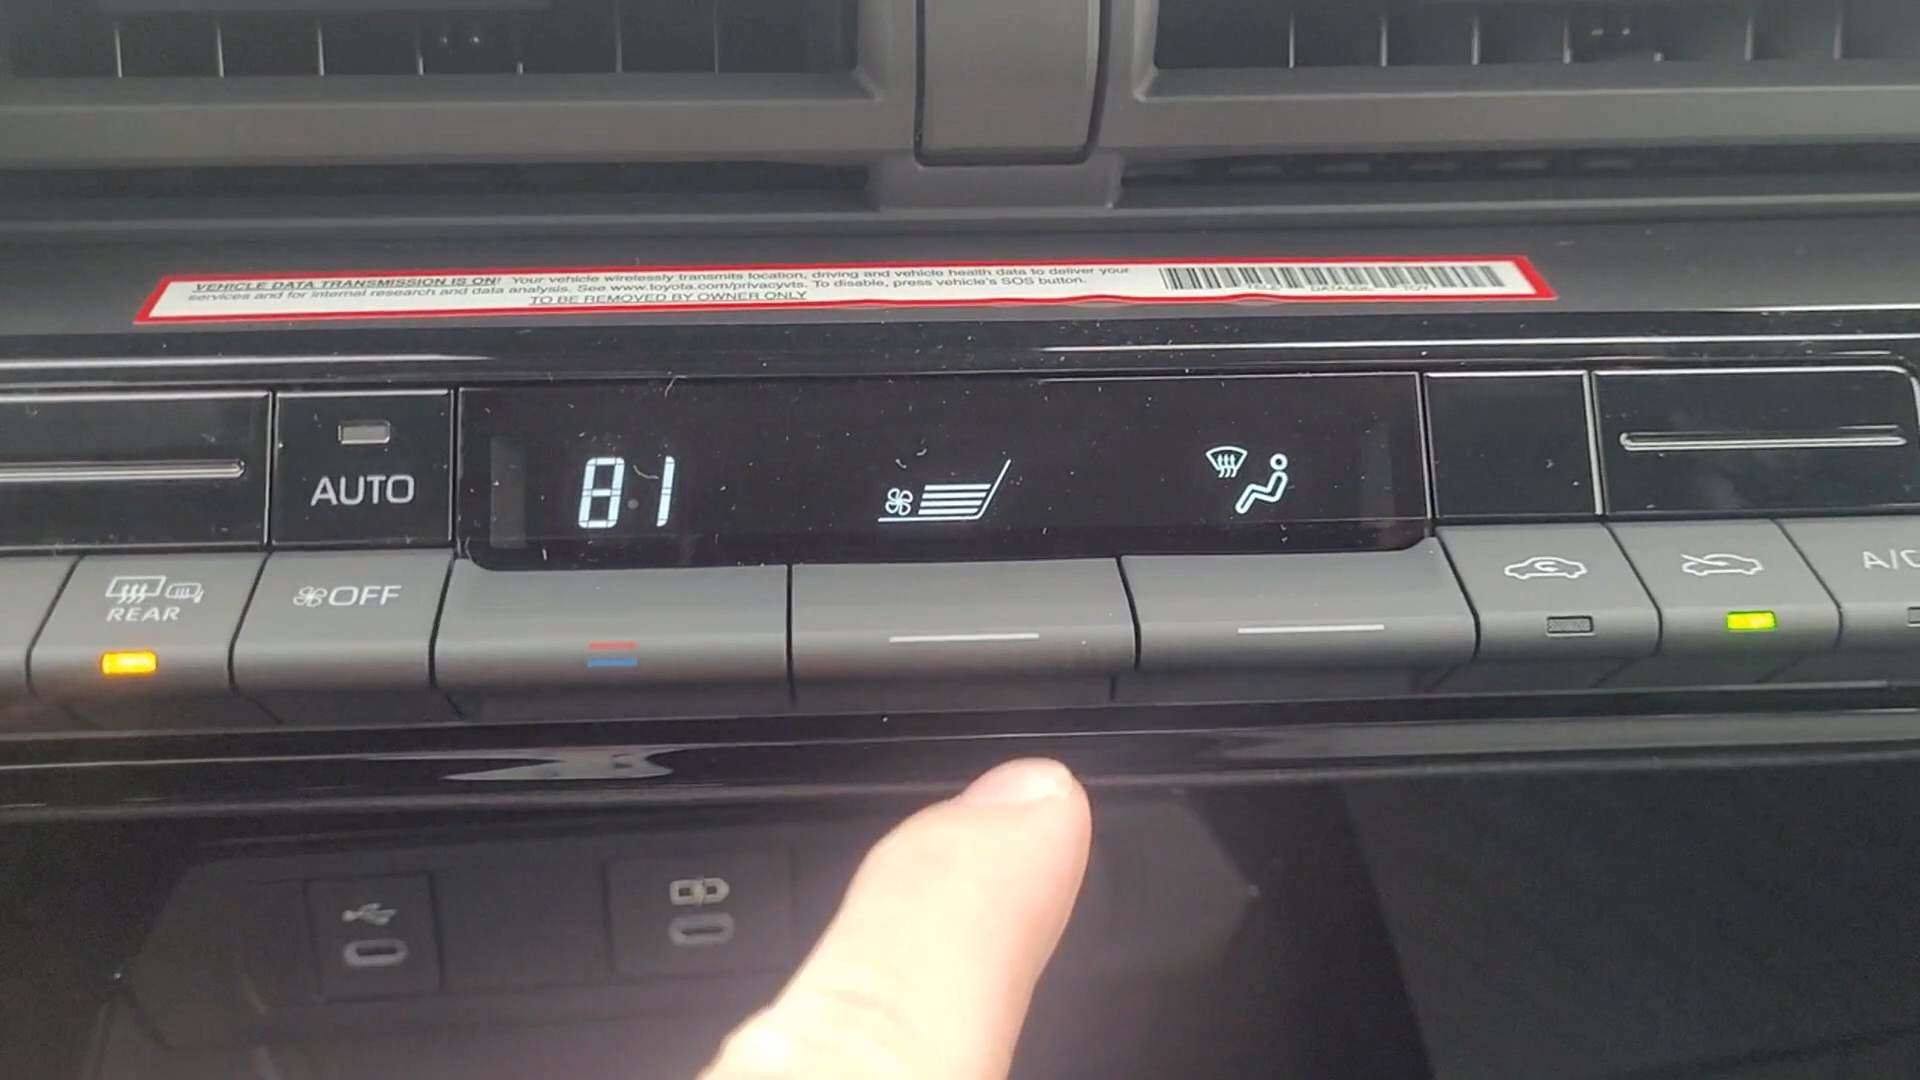 VEHICLE DATA TRANSMISSION IS ON! Your vehicle wirelessly transmits location, driving and vehicle health data to deliver your
services and for internal research and data analysis. See www.toyota.com/privacyvts. To disable, press vehicle's SOS button.
TO BE REMOVED BY OWNER ONLY
AUTO
81
REAR
OFF
A/C